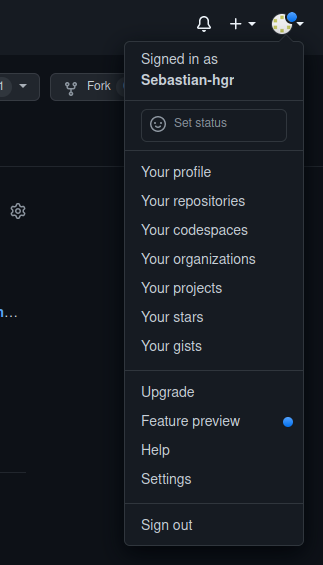 1
Fork
Signed in as
Sebastian-hgr
Set status
Your profile
Your repositories
Your codespaces
Your organizations
Your projects
n...
Your stars
Your gists
Upgrade
Feature preview
Help
Settings
Sign out